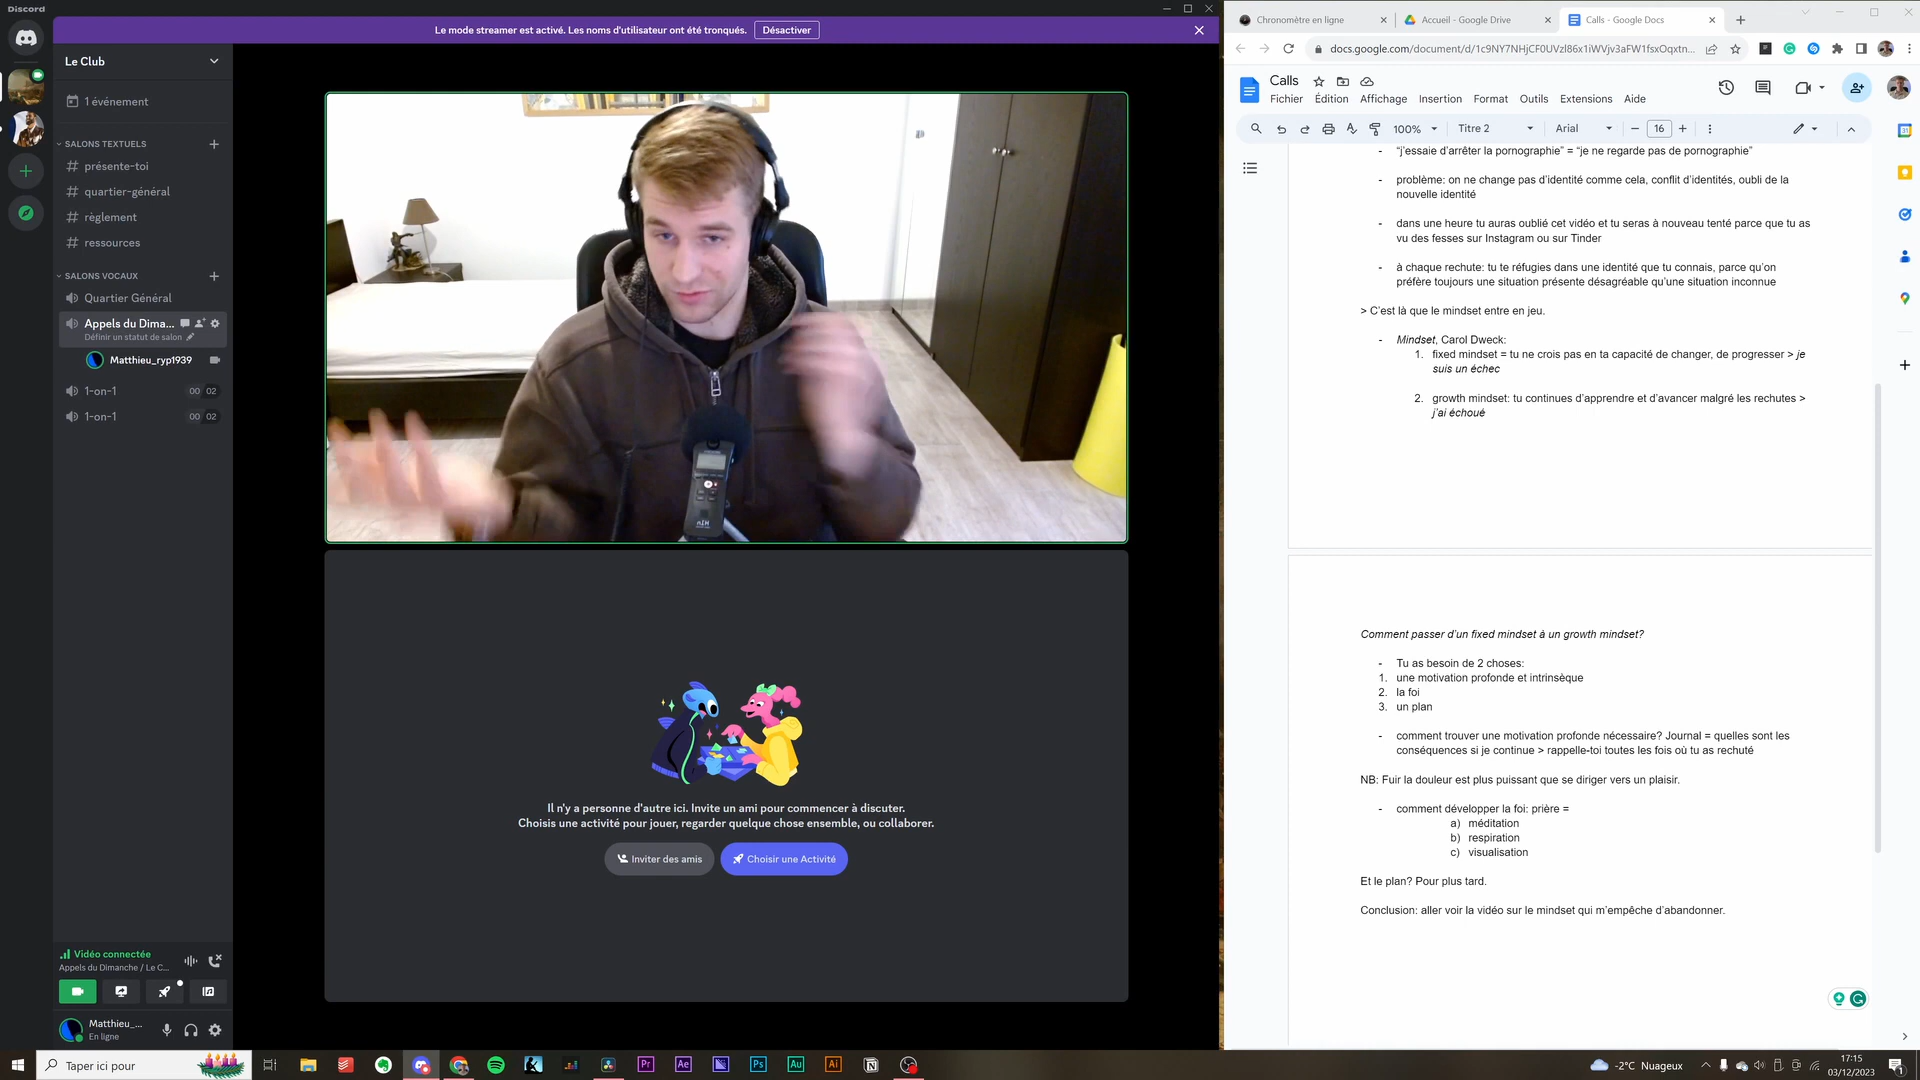 Discord
Le mode streamer est activé. Les noms d'utilisateur ont été tronqués.
Désactiver
Le Club
1 événement
SALONS TEXTUELS
présente-toi
quartier-général
règlement
ressources
SALONS VOCAUX
Quartier Général
Appels du Dima...
Définir un statut de salon
Matthieu_ryp1939
1-on-1
00 02
1-on-1
00 02
Il n'y a personne d'autre ici. Invite un ami pour commencer à discuter.
Choisis une activité pour jouer, regarder quelque chose ensemble, ou collaborer.
Inviter des amis
Choisir une Activité
Vidéo connectée
Appels du Dimanche / Le C...
Matthieu_...
En ligne
Chronomètre en ligne
Accueil - Google Drive
Calls - Google Docs
docs.google.com/document/d/1c9NY7NHjCF0UVzl86x1iWVjv3aFW1fsxOqxtn...
Calls
Fichier Édition Affichage Insertion Format Outils Extensions Aide
100% Titre 2 Arial 16
- "j'essaie d'arrêter la pornographie" = "je ne regarde pas de pornographie"
- problème: on ne change pas d'identité comme cela, conflit d'identités, oubli de la
nouvelle identité
- dans une heure tu auras oublié cet vidéo et tu seras à nouveau tenté parce que tu as
vu des fesses sur Instagram ou sur Tinder
- à chaque rechute: tu te réfugies dans une identité que tu connais, parce qu'on
préfère toujours une situation présente désagréable qu'une situation inconnue
> C'est là que le mindset entre en jeu.
- Mindset, Carol Dweck:
1. fixed mindset = tu ne crois pas en ta capacité de changer, de progresser > je
suis un échec
2. growth mindset: tu continues d'apprendre et d'avancer malgré les rechutes >
j'ai échoué
Comment passer d'un fixed mindset à un growth mindset?
- Tu as besoin de 2 choses:
1. une motivation profonde et intrinsèque
2. la foi
3. un plan
- comment trouver une motivation profonde nécessaire? Journal = quelles sont les
conséquences si je continue > rappelle-toi toutes les fois où tu as rechuté
NB: Fuir la douleur est plus puissant que se diriger vers un plaisir.
- comment développer la foi: prière =
a) méditation
b) respiration
c) visualisation
Et le plan? Pour plus tard.
Conclusion: aller voir la vidéo sur le mindset qui m'empêche d'abandonner.
Taper ici pour
Pr
Ae
Ps
Au
Ai
-2°C Nuageux
17:15
03/12/2023